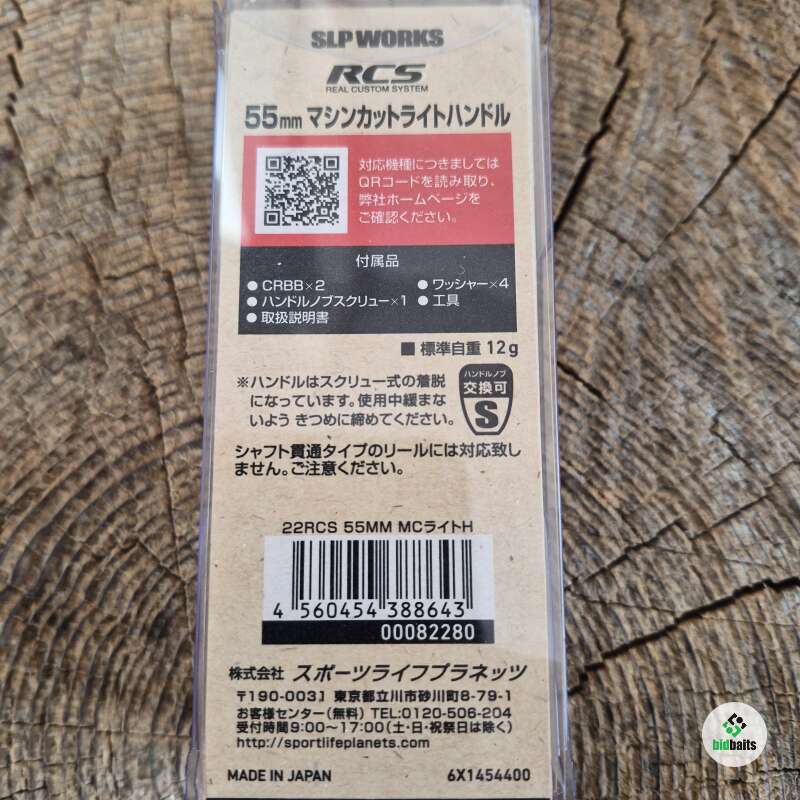 SLP WORKS
RCS
REAL CUSTOM SYSTEM
55mm マシンカットライトハンドル
対応機種につきましては
QRコードを読み取り、
弊社ホームページを
ご確認ください。
付属品
● CRBB×2 ● ワッシャー×4
● ハンドルノブスクリュー×1 ● 工具
● 取扱説明書
■ 標準自重 12g
※ハンドルはスクリュー式の着脱
になっています。使用中緩まな
いよう きつめに締めてください。
ハンドルノブ
交換可
S
シャフト貫通タイプのリールには対応致し
ません。ご注意ください。
22RCS 55MM MCライトH
4 560454 388643
00082280
株式会社 スポーツライフプラネッツ
〒190-0031 東京都立川市砂川町8-79-1
お客様センター(無料) TEL:0120-506-204
受付時間9:00〜17:00(土・日・祝祭日は除く)
http://sportlifeplanets.com/
MADE IN JAPAN 6X1454400
bidbaits